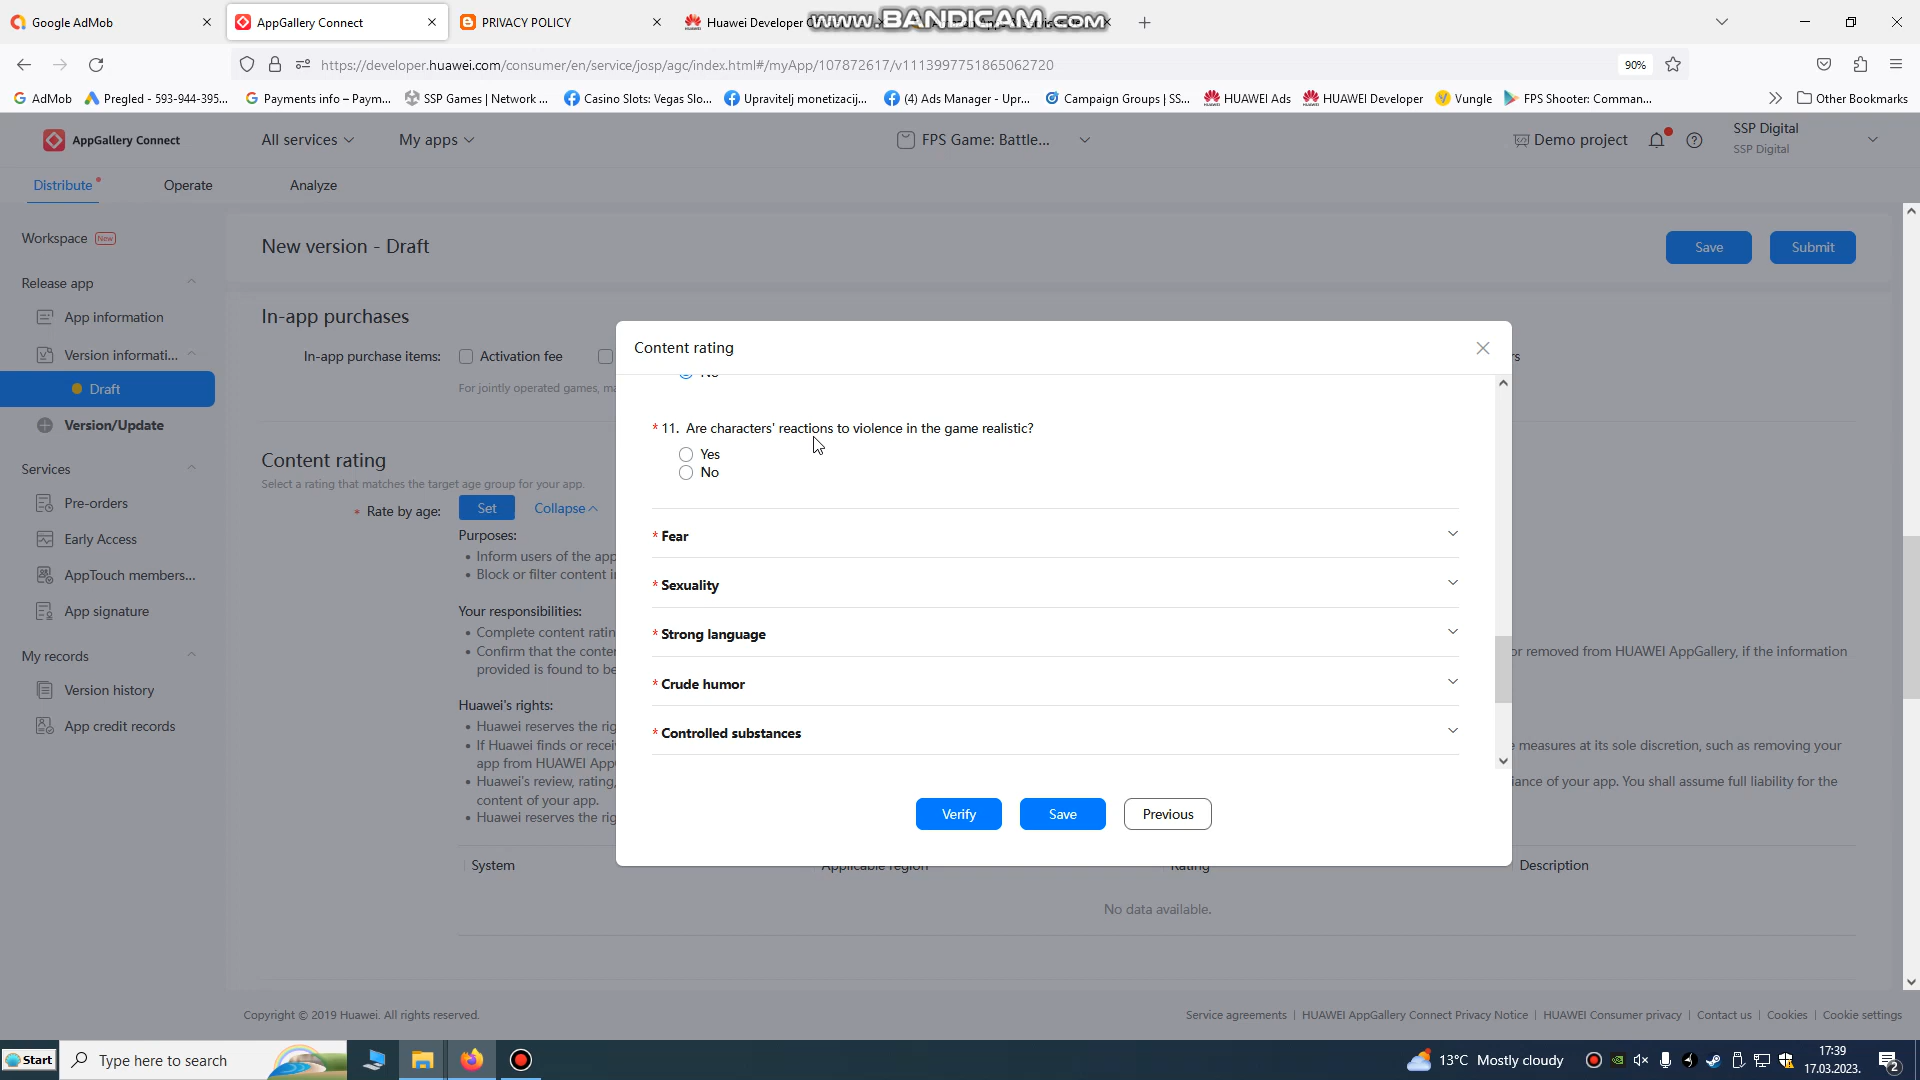 Google AdMob
AppGallery Connect
PRIVACY POLICY
Huawei Developer
www.BANDICAM.com
https://developer.huawei.com/consumer/en/service/josp/agc/index.html#/myApp/107872617/v1113997751865062720
90%
AdMob
Pregled - 593-944-395...
Payments info – Paym...
SSP Games | Network ...
Casino Slots: Vegas Slo...
Upravitelj monetizacij...
(4) Ads Manager - Upr...
Campaign Groups | SS...
HUAWEI Ads
HUAWEI Developer
Vungle
FPS Shooter: Comman...
Other Bookmarks
AppGallery Connect
All services
My apps
FPS Game: Battle...
Demo project
SSP Digital
SSP Digital
Distribute
Operate
Analyze
Workspace New
New version - Draft
Save
Submit
Release app
App information
Version informati...
Draft
Version/Update
Services
Pre-orders
Early Access
AppTouch members...
App signature
My records
Version history
App credit records
In-app purchases
In-app purchase items:
Activation fee
For jointly operated games, ma
Content rating
Select a rating that matches the target age group for your app.
* Rate by age:
Set
Collapse
Purposes:
• Inform users of the app
• Block or filter content i
Your responsibilities:
• Complete content ratin
• Confirm that the conte
provided is found to be
or removed from HUAWEI AppGallery, if the information
Huawei's rights:
• Huawei reserves the rig
• If Huawei finds or recei
e measures at its sole discretion, such as removing your
app from HUAWEI App
• Huawei's review, rating,
iance of your app. You shall assume full liability for the
content of your app.
• Huawei reserves the rig
System
Applicable region
Rating
Description
No data available.
Content rating
No
* 11. Are characters' reactions to violence in the game realistic?
Yes
No
* Fear
* Sexuality
* Strong language
* Crude humor
* Controlled substances
Verify
Save
Previous
Copyright © 2019 Huawei. All rights reserved.
Service agreements | HUAWEI AppGallery Connect Privacy Notice | HUAWEI Consumer privacy | Contact us | Cookies | Cookie settings
Start
Type here to search
13°C Mostly cloudy
17:39
17.03.2023.
2